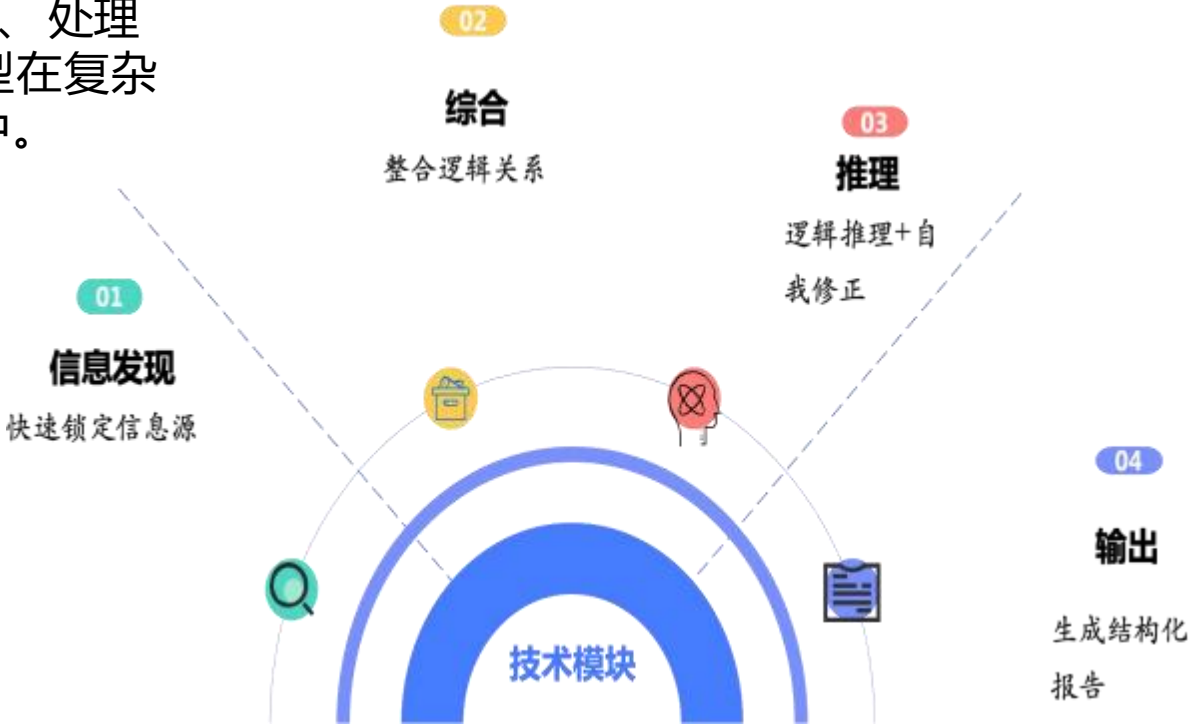 、处理
型在复杂
中。
02
综合
整合逻辑关系
03
推理
逻辑推理+自
我修正
01
信息发现
快速锁定信息源
04
输出
生成结构化
报告
技术模块